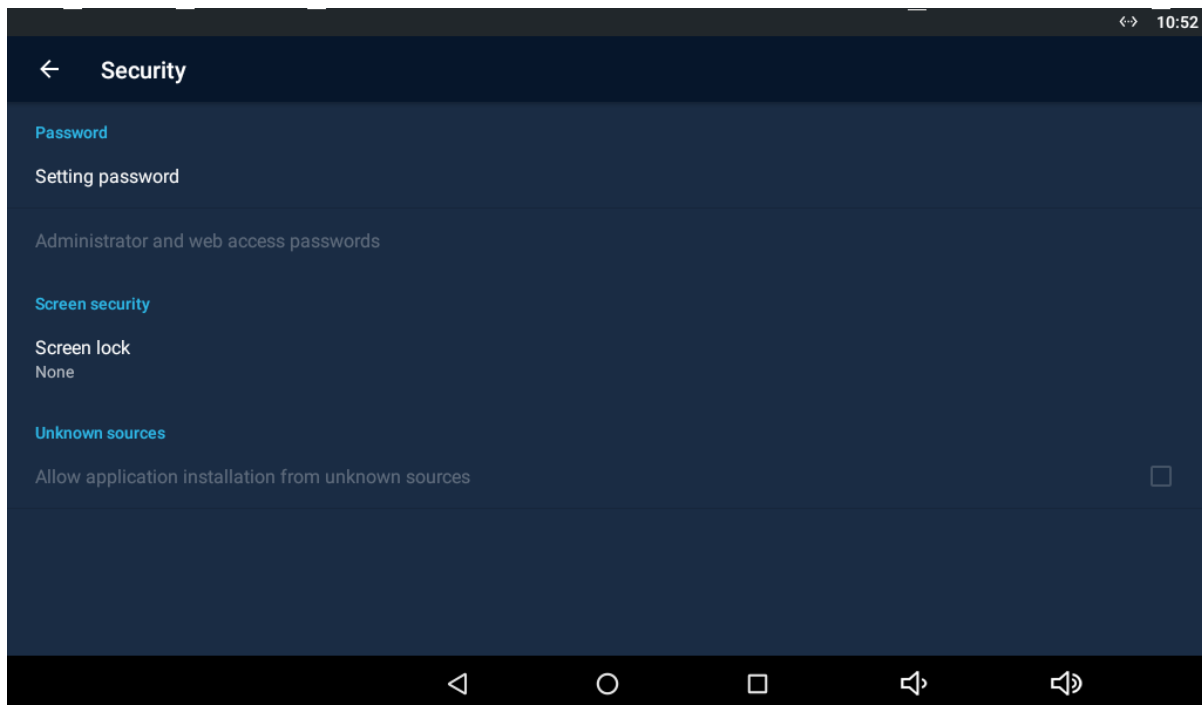 10:52
Security
Password
Setting password
Administrator and web access passwords
Screen security
Screen lock
None
Unknown sources
Allow application installation from unknown sources